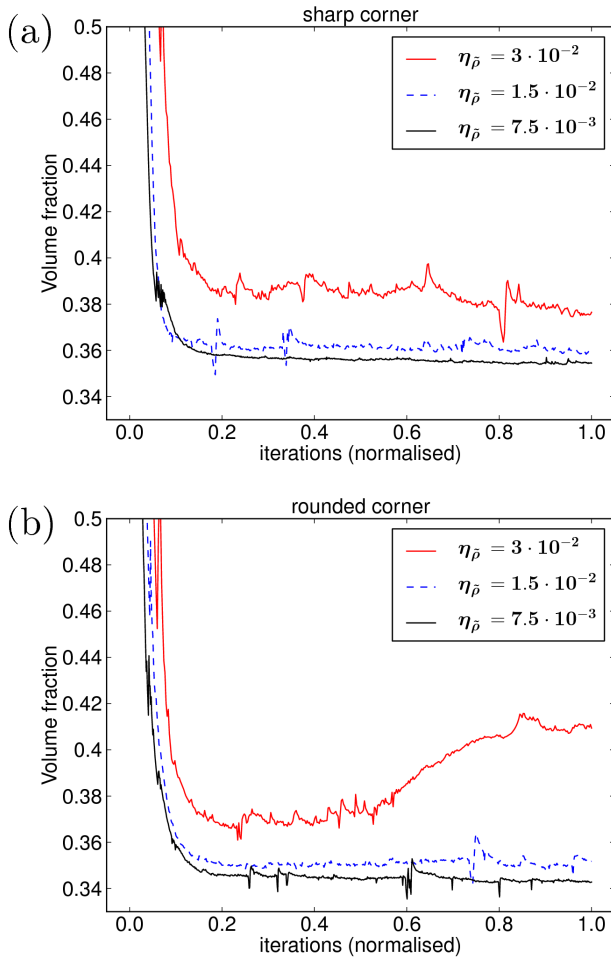 (a)
sharp corner
η_ρ̃ = 3 · 10⁻²
η_ρ̃ = 1.5 · 10⁻²
η_ρ̃ = 7.5 · 10⁻³
Volume fraction
0.5
0.48
0.46
0.44
0.42
0.4
0.38
0.36
0.34
0.0 0.2 0.4 0.6 0.8 1.0
iterations (normalised)
(b)
rounded corner
η_ρ̃ = 3 · 10⁻²
η_ρ̃ = 1.5 · 10⁻²
η_ρ̃ = 7.5 · 10⁻³
Volume fraction
0.5
0.48
0.46
0.44
0.42
0.4
0.38
0.36
0.34
0.0 0.2 0.4 0.6 0.8 1.0
iterations (normalised)